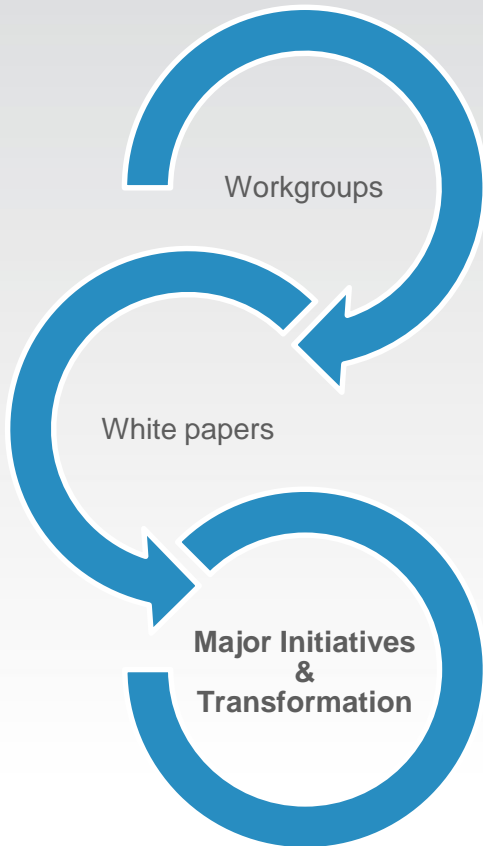 Workgroups
White papers
Major Initiatives
&
Transformation